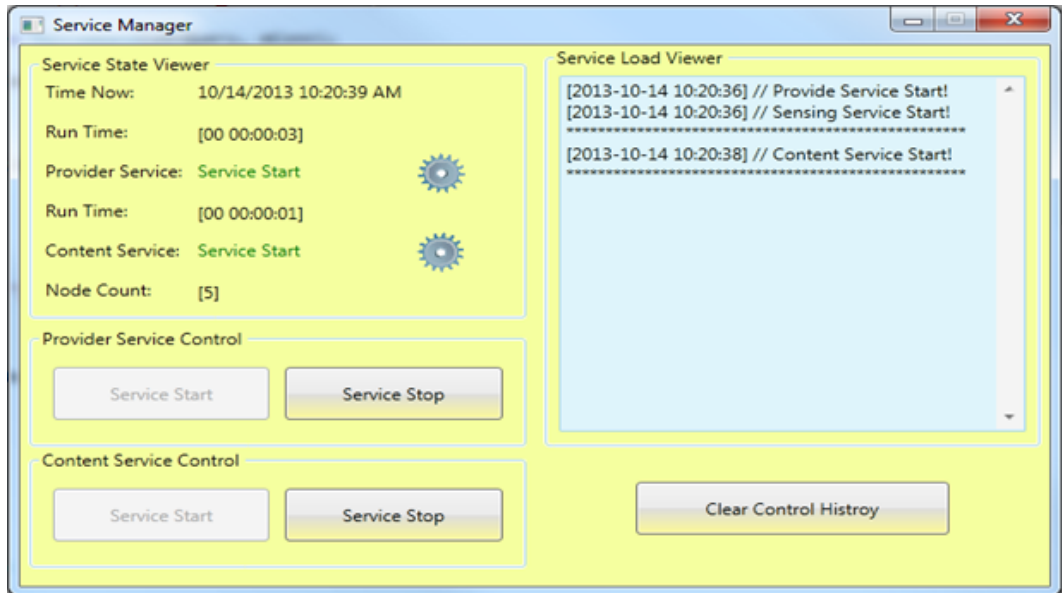 Service Manager
Service State Viewer
Time Now: 10/14/2013 10:20:39 AM
Run Time: [00 00:00:03]
Provider Service: Service Start
Run Time: [00 00:00:01]
Content Service: Service Start
Node Count: [5]
Provider Service Control
Service Start Service Stop
Content Service Control
Service Start Service Stop
Service Load Viewer
[2013-10-14 10:20:36] // Provide Service Start!
[2013-10-14 10:20:36] // Sensing Service Start!
***************************************************
[2013-10-14 10:20:38] // Content Service Start!
***************************************************
Clear Control Histroy